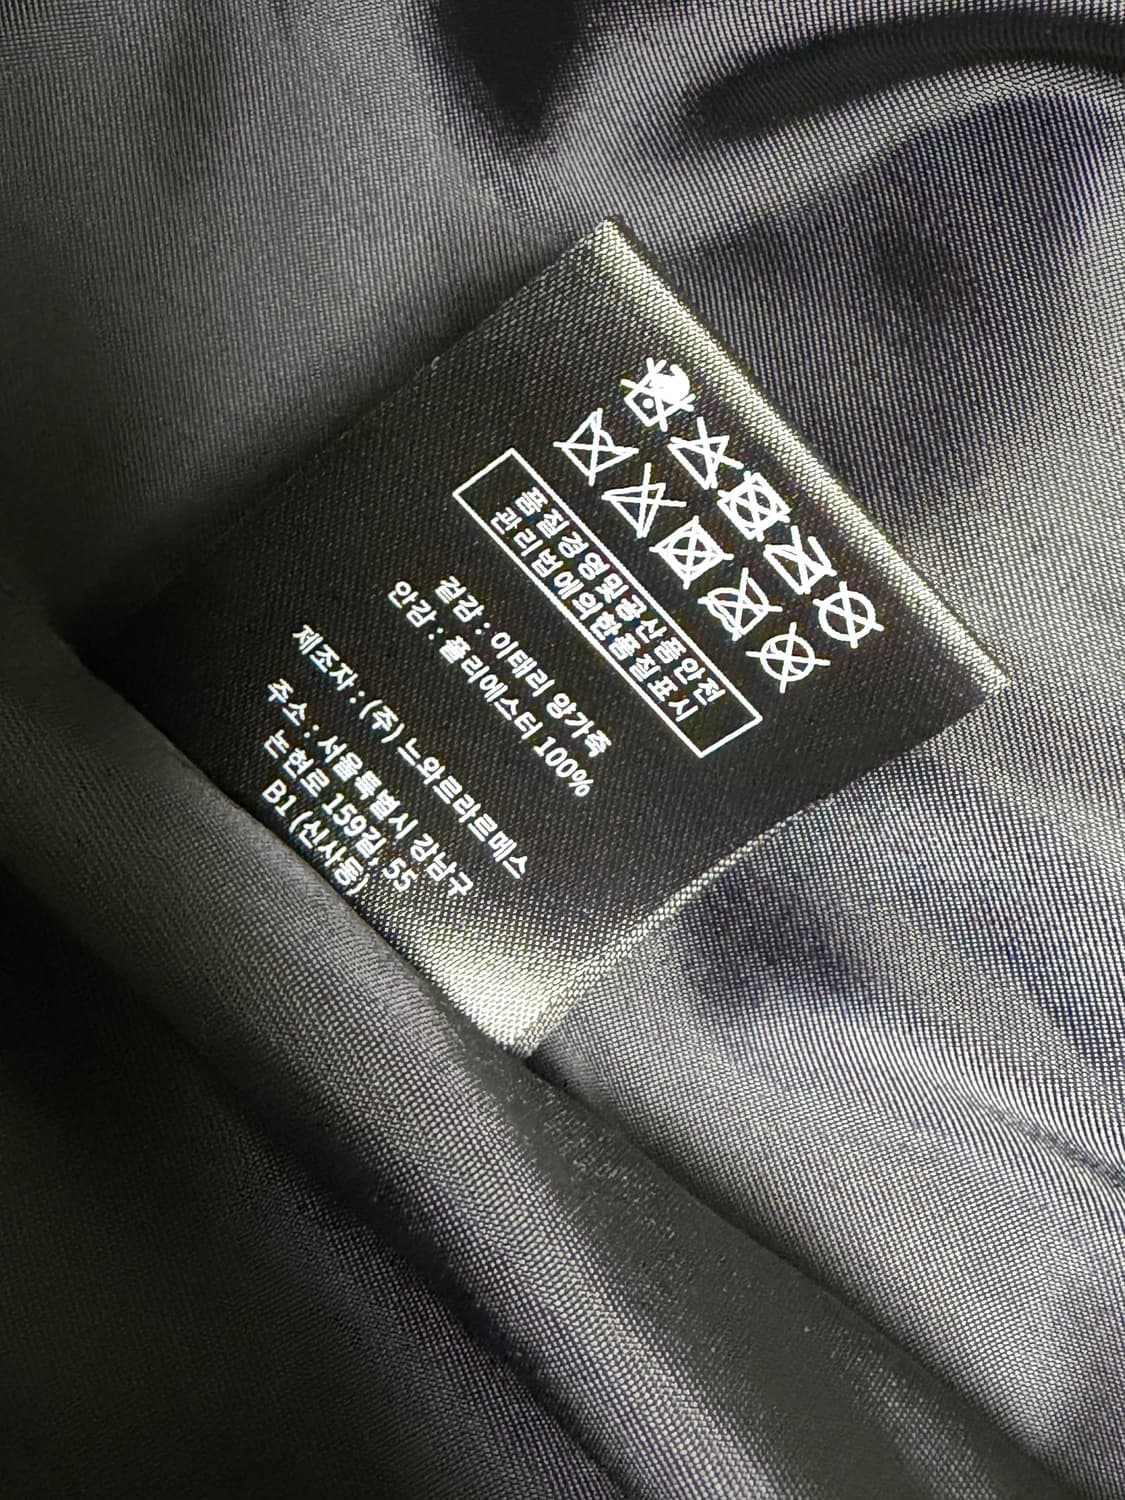 품질경영및공산품안전
관리법에의한품질표시
겉감 : 이태리 양가죽
안감 : 폴리에스터 100%
제조자 : (주) 느와르라르메스
주소 : 서울특별시 강남구
논현로 159길, 55
B1 (신사동)